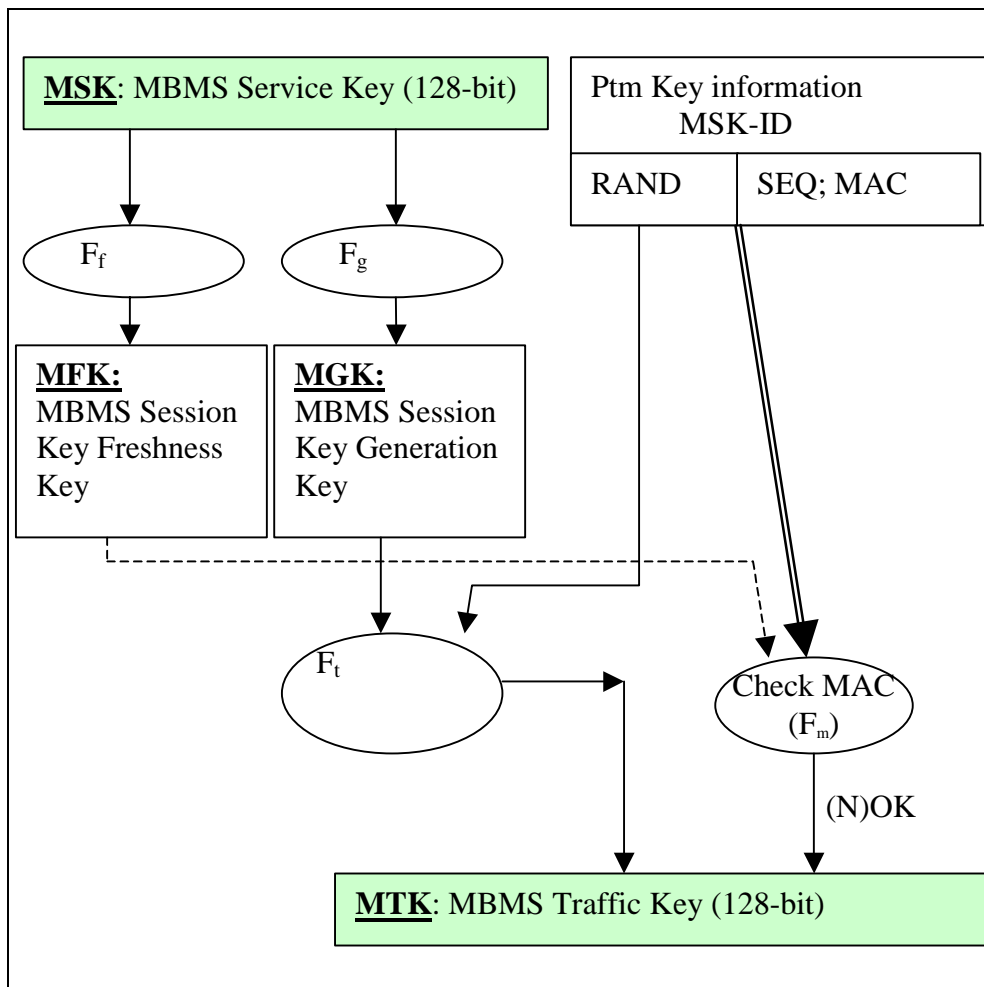 MSK: MBMS Service Key (128-bit)
Ptm Key information
MSK-ID
RAND
SEQ; MAC
Ff
Fg
MFK:
MBMS Session
Key Freshness
Key
MGK:
MBMS Session
Key Generation
Key
Ft
Check MAC
(Fm)
(N)OK
MTK: MBMS Traffic Key (128-bit)